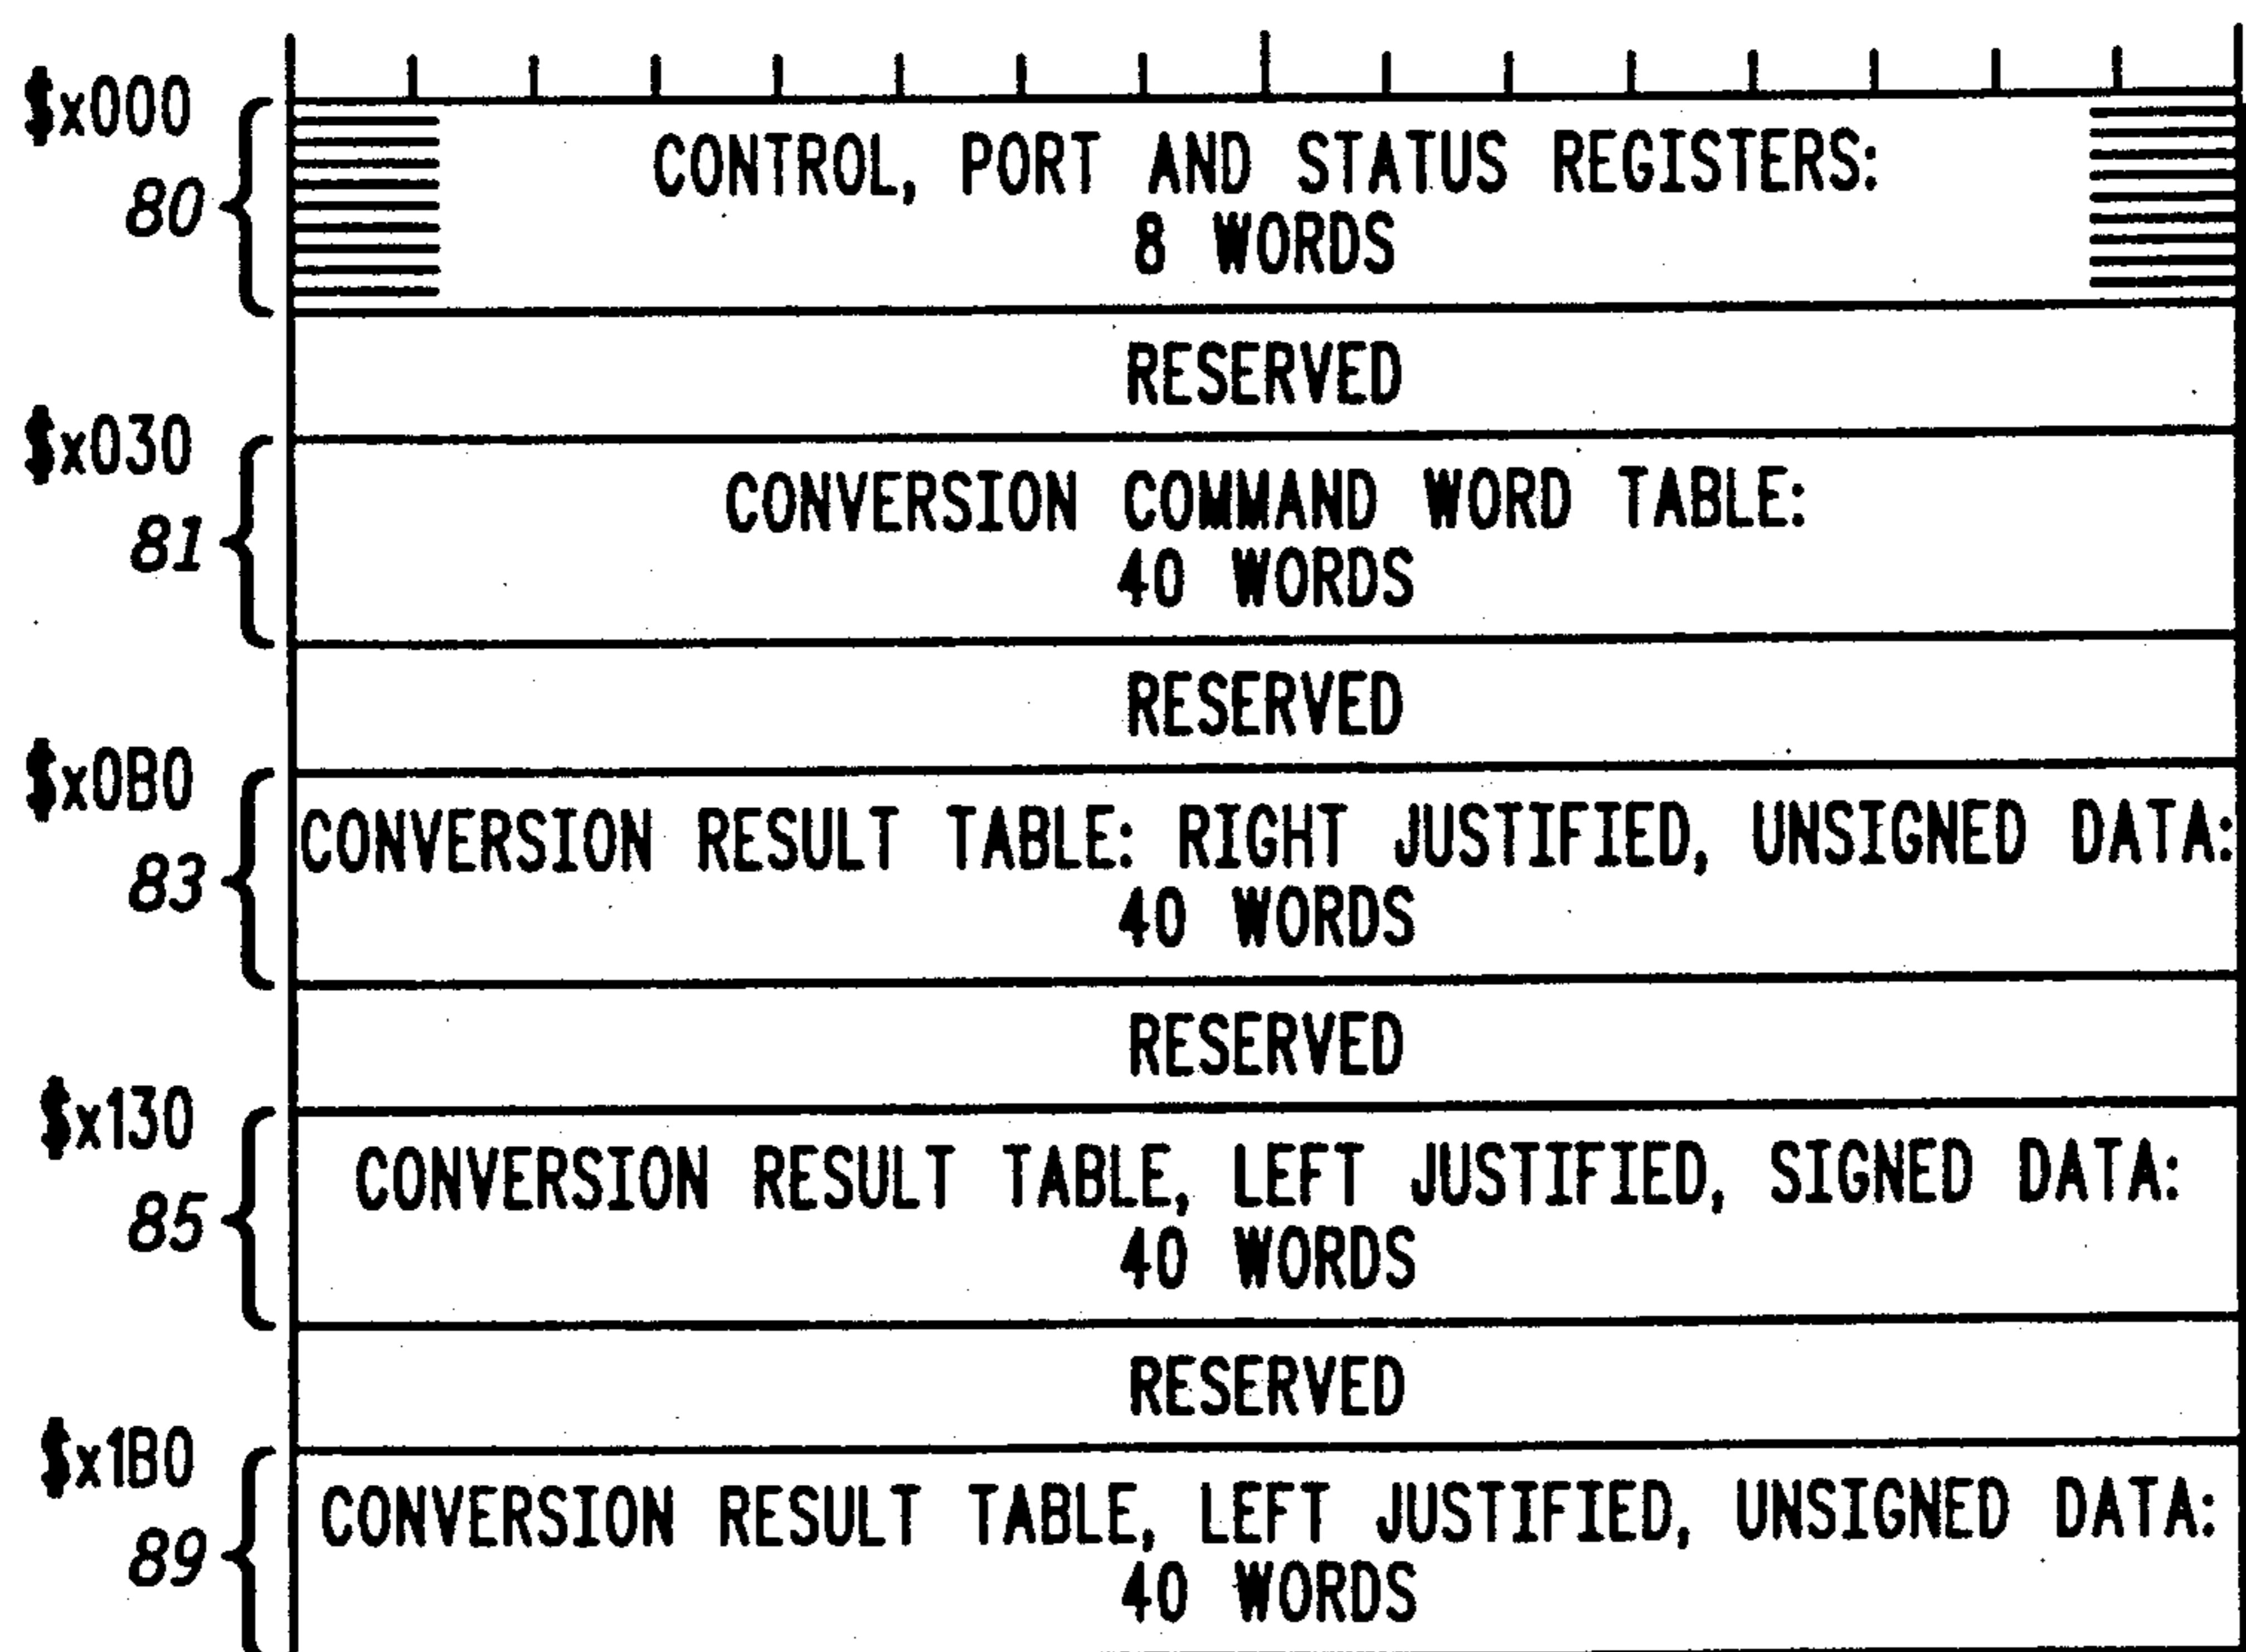 $x000
80
CONTROL, PORT AND STATUS REGISTERS:
8 WORDS
RESERVED
$x030
81
CONVERSION COMMAND WORD TABLE:
40 WORDS
RESERVED
$x0B0
83
CONVERSION RESULT TABLE: RIGHT JUSTIFIED, UNSIGNED DATA:
40 WORDS
RESERVED
$x130
85
CONVERSION RESULT TABLE, LEFT JUSTIFIED, SIGNED DATA:
40 WORDS
RESERVED
$x1B0
89
CONVERSION RESULT TABLE, LEFT JUSTIFIED, UNSIGNED DATA:
40 WORDS